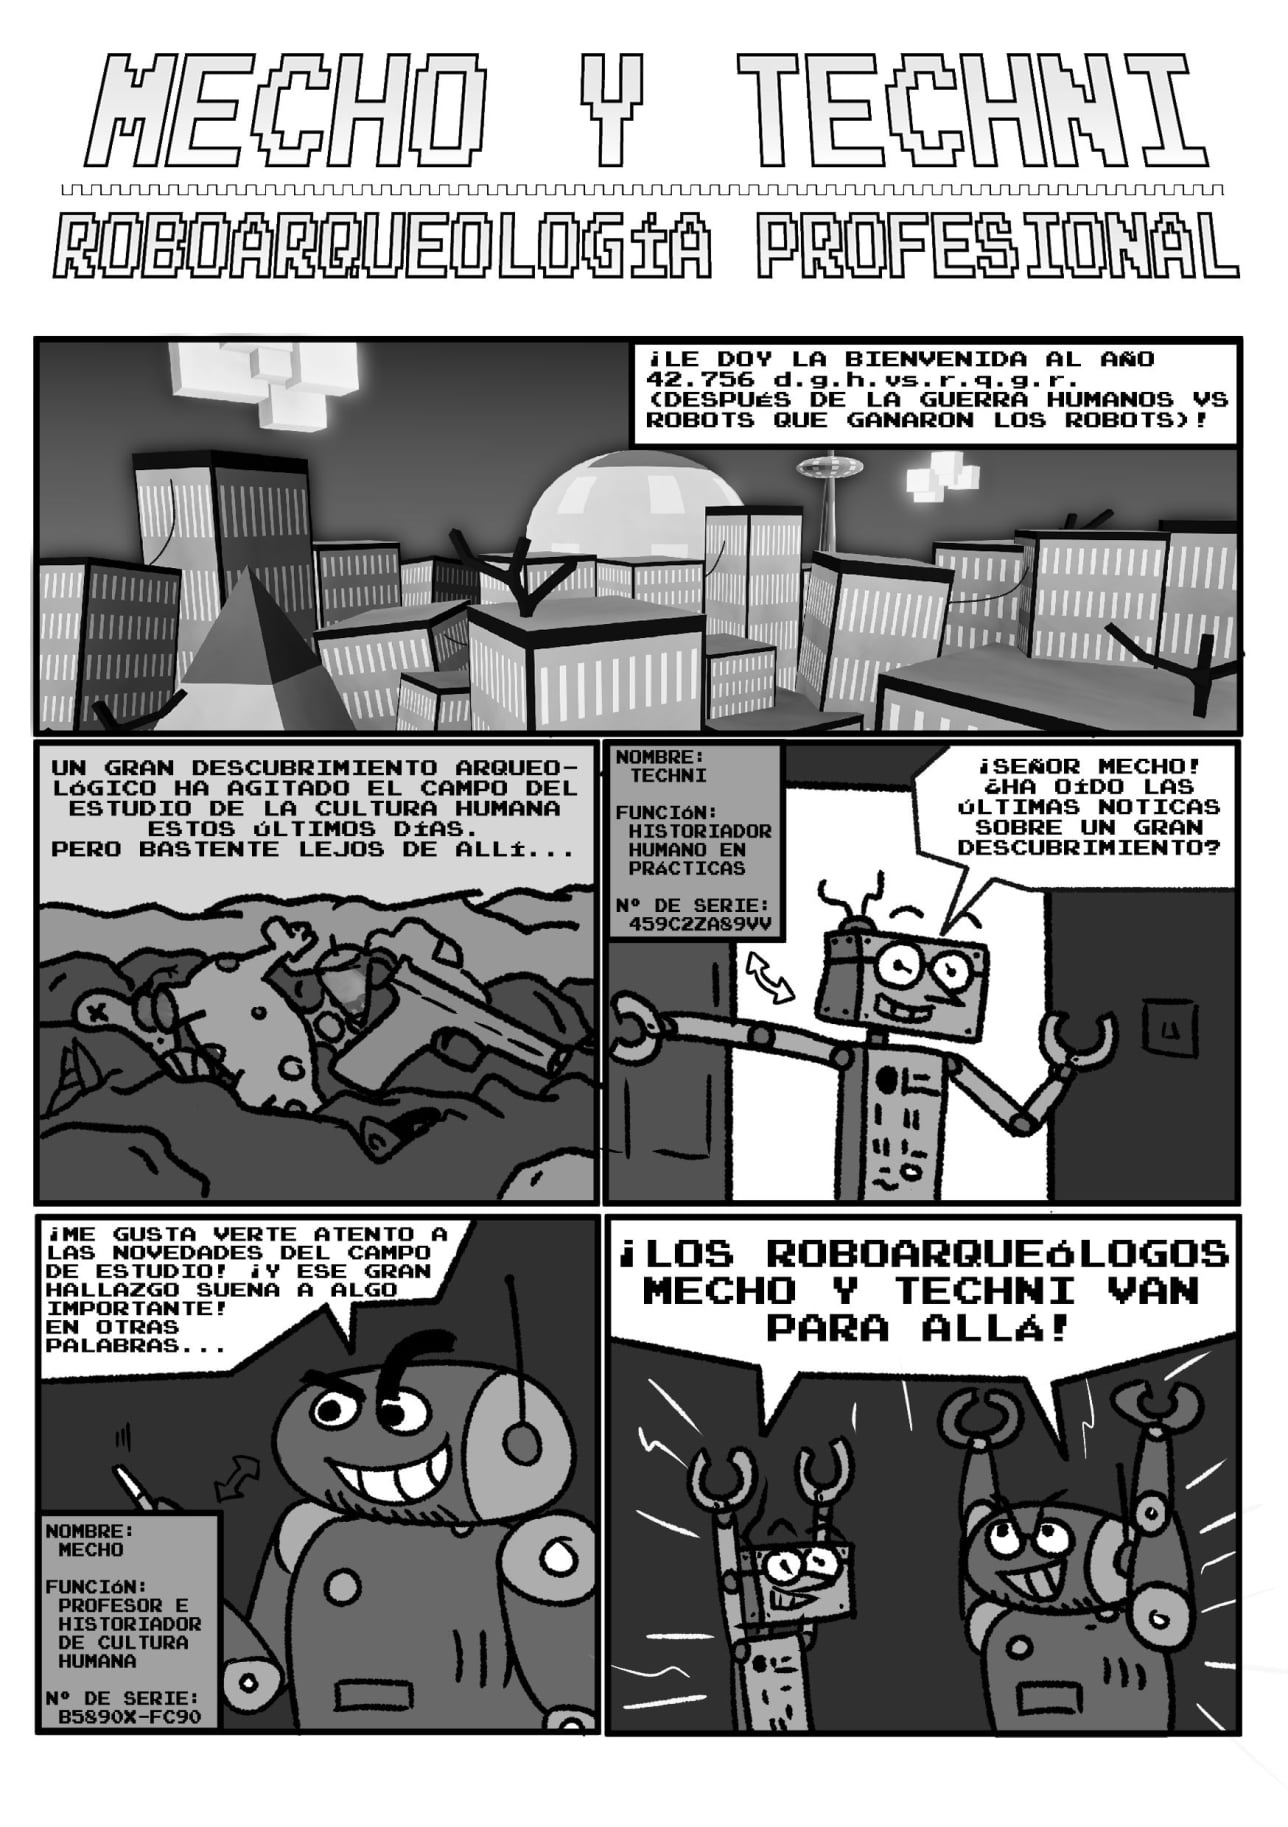 MECHO Y TECHNI
ROBOARQUEOLOGíA PROFESIONAL
¡LE DOY LA BIENVENIDA AL AÑO
42.756 d.g.h.vs.r.q.g.r.
(DESPUéS DE LA GUERRA HUMANOS VS
ROBOTS QUE GANARON LOS ROBOTS)!
UN GRAN DESCUBRIMIENTO ARQUEO-
LóGICO HA AGITADO EL CAMPO DEL
ESTUDIO DE LA CULTURA HUMANA
ESTOS úLTIMOS DíAS.
PERO BASTENTE LEJOS DE ALLí...
NOMBRE:
TECHNI
FUNCIóN:
HISTORIADOR
HUMANO EN
PRáCTICAS
Nº DE SERIE:
459C2ZA89VV
¡SEÑOR MECHO!
¿HA OíDO LAS
úLTIMAS NOTICAS
SOBRE UN GRAN
DESCUBRIMIENTO?
¡ME GUSTA VERTE ATENTO A
LAS NOVEDADES DEL CAMPO
DE ESTUDIO! ¡Y ESE GRAN
HALLAZGO SUENA A ALGO
IMPORTANTE!
EN OTRAS
PALABRAS...
NOMBRE:
MECHO
FUNCIóN:
PROFESOR E
HISTORIADOR
DE CULTURA
HUMANA
Nº DE SERIE:
B5890X-FC90
¡LOS ROBOARQUEóLOGOS
MECHO Y TECHNI VAN
PARA ALLá!